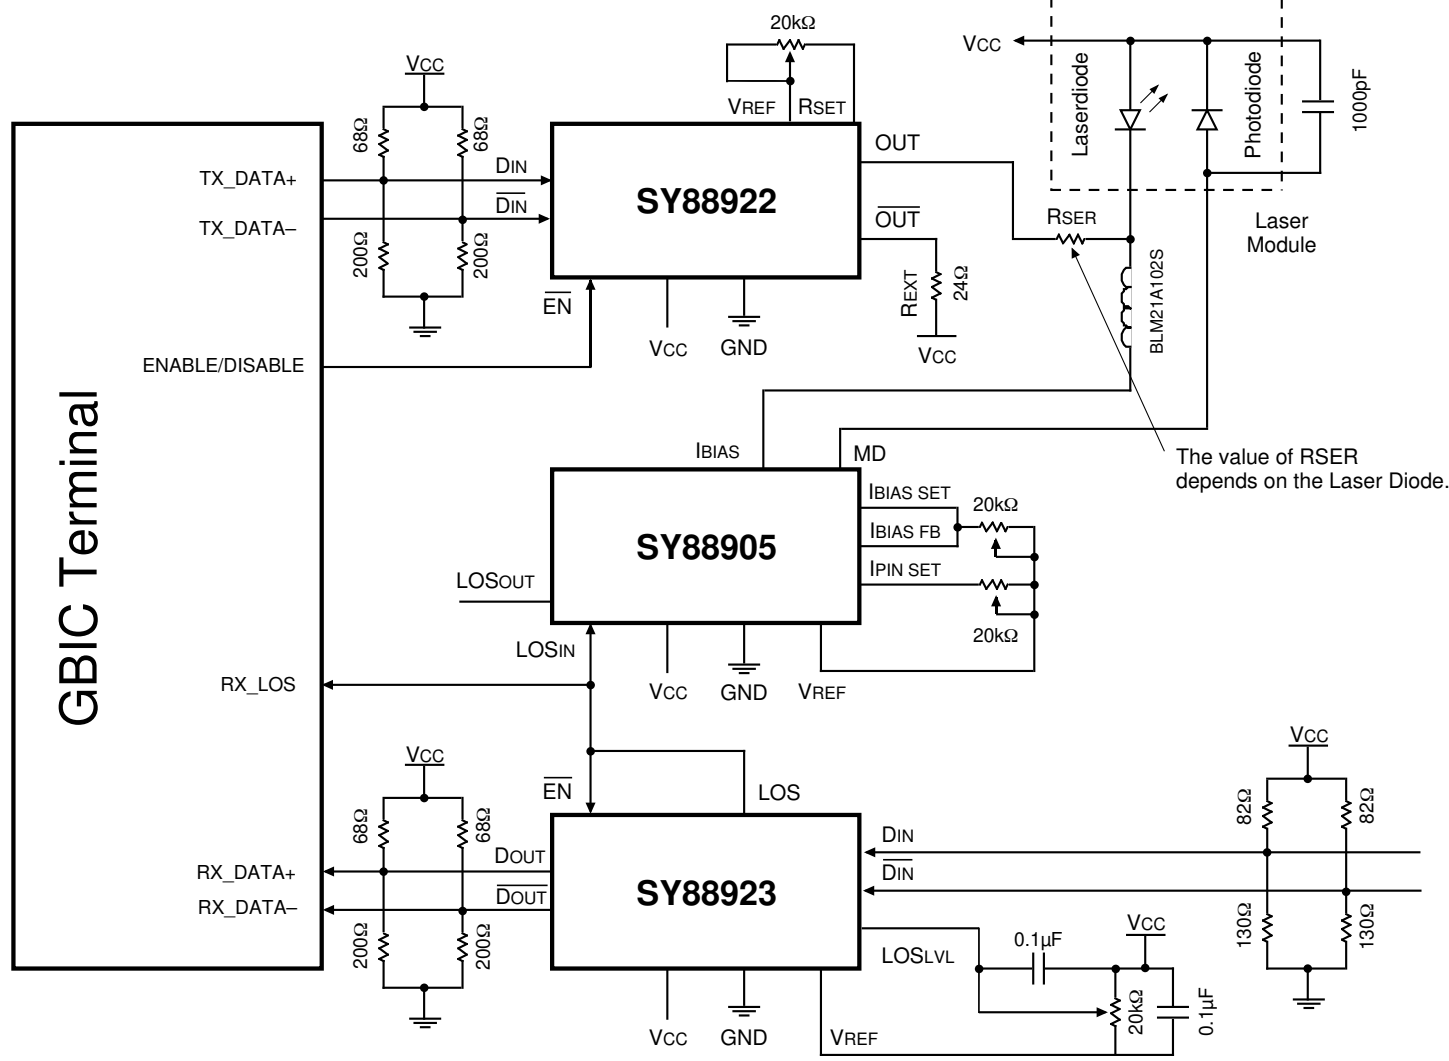 20kΩ
VCC
VREF
RSET
VCC
68Ω
68Ω
200Ω
200Ω
TX_DATA+
TX_DATA–
DIN
DIN
SY88922
OUT
OUT
EN
VCC
GND
REXT
24Ω
VCC
Laserdiode
Photodiode
1000pF
Laser
Module
RSER
BLM21A102S
The value of RSER
depends on the Laser Diode.
ENABLE/DISABLE
GBIC Terminal
IBIAS
MD
SY88905
IBIAS SET
IBIAS FB
IPIN SET
20kΩ
20kΩ
LOSOUT
LOSIN
VCC
GND
VREF
RX_LOS
EN
LOS
VCC
68Ω
68Ω
200Ω
200Ω
RX_DATA+
RX_DATA–
DOUT
DOUT
SY88923
DIN
DIN
VCC
82Ω
82Ω
130Ω
130Ω
LOSLVL
0.1µF
VCC
20kΩ
0.1µF
VCC
GND
VREF